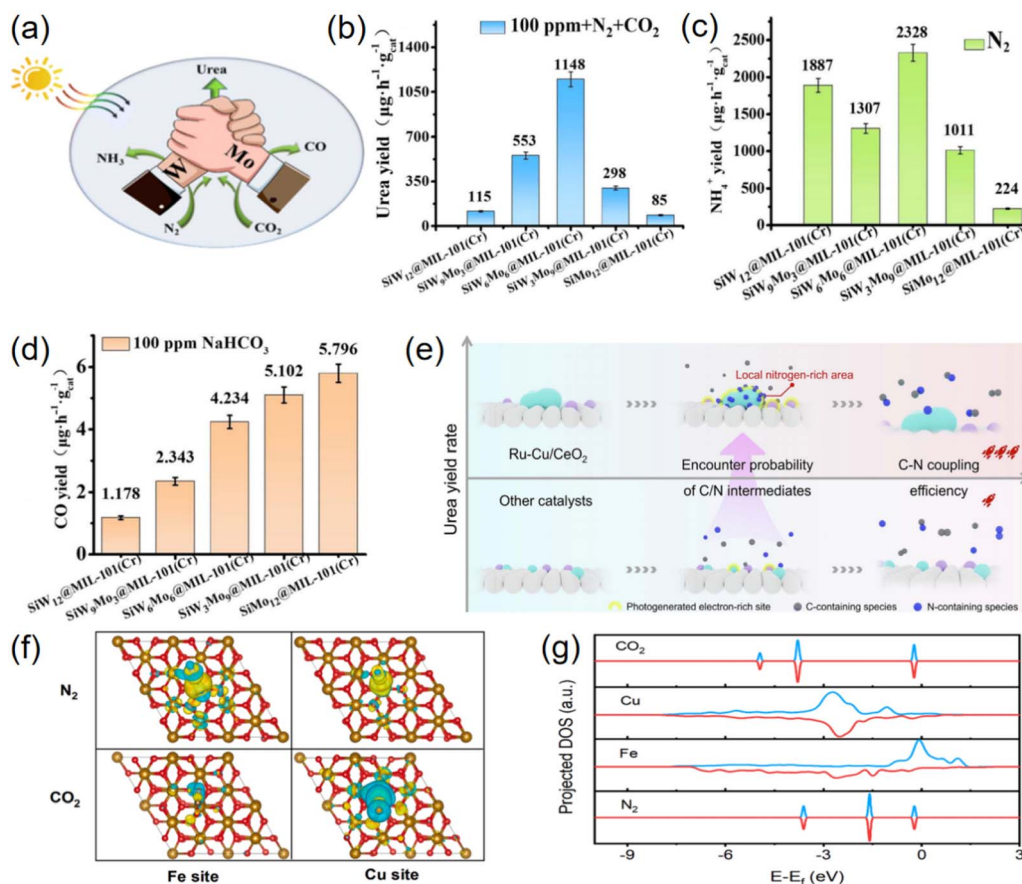 (a)
Urea
NH₃
CO
W
Mo
N₂
CO₂
(b)
100 ppm+N₂+CO₂
Urea yield (μg·h⁻¹·g⁻¹cat)
1400
1050
700
350
0
115
553
1148
298
85
SiW₁₂@MIL-101(Cr)
SiW₉Mo₃@MIL-101(Cr)
SiW₆Mo₆@MIL-101(Cr)
SiW₃Mo₉@MIL-101(Cr)
SiMo₁₂@MIL-101(Cr)
(c)
N₂
NH₄⁺ yield (μg·h⁻¹·g⁻¹cat)
2500
2000
1500
1000
500
0
1887
1307
2328
1011
224
SiW₁₂@MIL-101(Cr)
SiW₉Mo₃@MIL-101(Cr)
SiW₆Mo₆@MIL-101(Cr)
SiW₃Mo₉@MIL-101(Cr)
SiMo₁₂@MIL-101(Cr)
(d)
100 ppm NaHCO₃
CO yield (μg·h⁻¹·g⁻¹cat)
6
4
2
0
1.178
2.343
4.234
5.102
5.796
SiW₁₂@MIL-101(Cr)
SiW₉Mo₃@MIL-101(Cr)
SiW₆Mo₆@MIL-101(Cr)
SiW₃Mo₉@MIL-101(Cr)
SiMo₁₂@MIL-101(Cr)
(e)
Urea yield rate
Local nitrogen-rich area
Ru-Cu/CeO₂
Encounter probability
C-N coupling
Other catalysts
of C/N intermediates
efficiency
Photogenerated electron-rich site
C-containing species
N-containing species
(f)
N₂
CO₂
Fe site
Cu site
(g)
Projected DOS (a.u.)
CO₂
Cu
Fe
N₂
-9
-6
-3
0
3
E-E_f (eV)